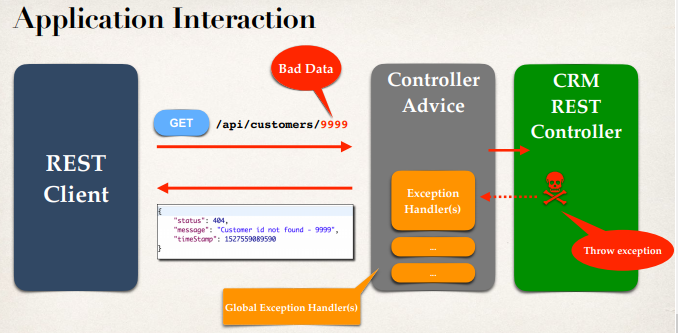 Application Interaction
Bad Data
GET /api/customers/9999
REST
Client
{
"status": 404,
"message": "Customer id not found - 9999",
"timeStamp": 1527559089590
}
Controller
Advice
Exception
Handler(s)
...
...
Global Exception Handler(s)
CRM
REST
Controller
Throw exception